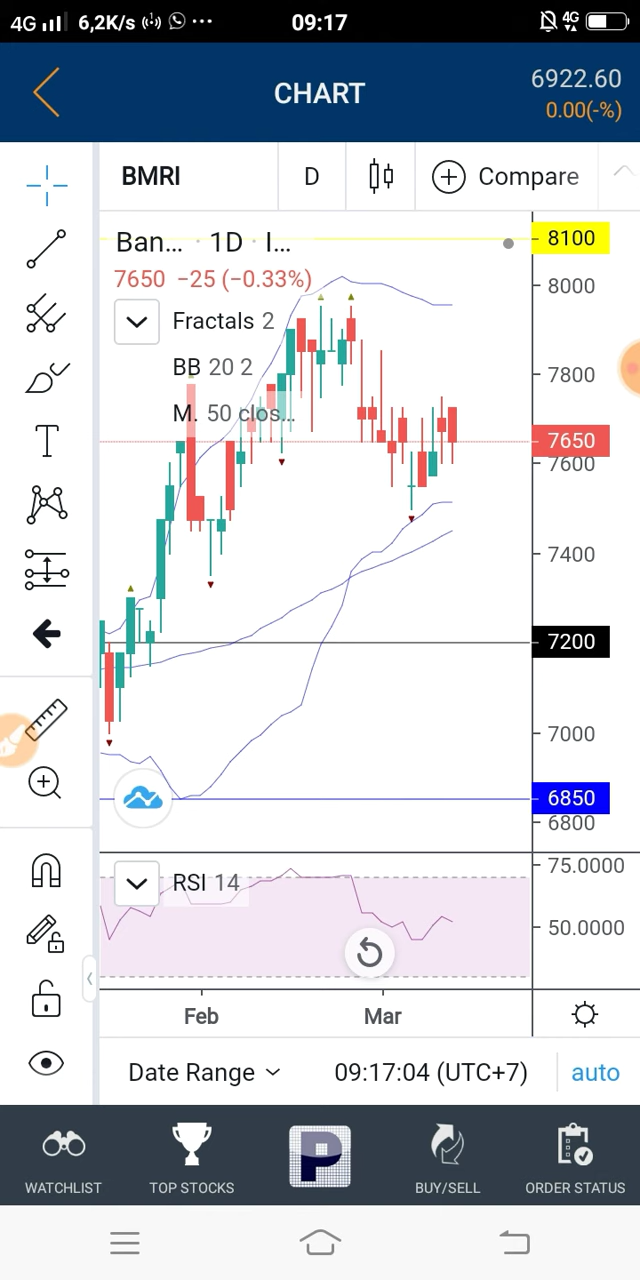 4G 6,2K/s ... 09:17 4G
CHART
6922.60
0.00(-%)
BMRI D Compare
Ban... · 1D · I...
7650 −25 (−0.33%)
Fractals 2
BB 20 2
M. 50 clos...
8100
8000
7800
7650
7600
7400
7200
7000
6850
6800
T
RSI 14
75.0000
50.0000
Feb Mar
Date Range 09:17:04 (UTC+7) auto
P
WATCHLIST TOP STOCKS BUY/SELL ORDER STATUS